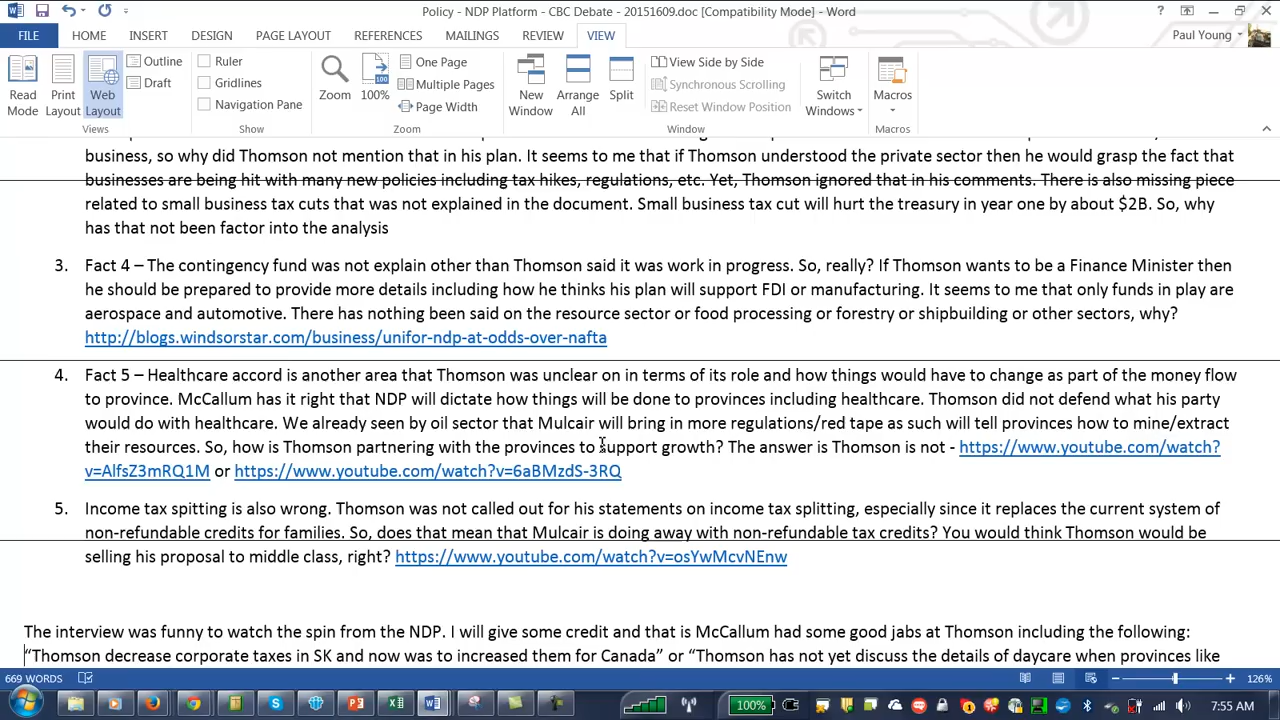 Policy - NDP Platform - CBC Debate - 20151609.doc [Compatibility Mode] - Word
FILE HOME INSERT DESIGN PAGE LAYOUT REFERENCES MAILINGS REVIEW VIEW Paul Young
Read Mode
Print Layout
Web Layout
Outline
Draft
Views
Ruler
Gridlines
Navigation Pane
Show
Zoom
100%
One Page
Multiple Pages
Page Width
Zoom
New Window
Arrange All
Split
View Side by Side
Synchronous Scrolling
Reset Window Position
Window
Switch Windows
Macros
Macros
business, so why did Thomson not mention that in his plan. It seems to me that if Thomson understood the private sector then he would grasp the fact that
businesses are being hit with many new policies including tax hikes, regulations, etc. Yet, Thomson ignored that in his comments. There is also missing piece
related to small business tax cuts that was not explained in the document. Small business tax cut will hurt the treasury in year one by about $2B. So, why
has that not been factor into the analysis
3. Fact 4 – The contingency fund was not explain other than Thomson said it was work in progress. So, really? If Thomson wants to be a Finance Minister then
he should be prepared to provide more details including how he thinks his plan will support FDI or manufacturing. It seems to me that only funds in play are
aerospace and automotive. There has nothing been said on the resource sector or food processing or forestry or shipbuilding or other sectors, why?
http://blogs.windsorstar.com/business/unifor-ndp-at-odds-over-nafta
4. Fact 5 – Healthcare accord is another area that Thomson was unclear on in terms of its role and how things would have to change as part of the money flow
to province. McCallum has it right that NDP will dictate how things will be done to provinces including healthcare. Thomson did not defend what his party
would do with healthcare. We already seen by oil sector that Mulcair will bring in more regulations/red tape as such will tell provinces how to mine/extract
their resources. So, how is Thomson partnering with the provinces to support growth? The answer is Thomson is not - https://www.youtube.com/watch?
v=AlfsZ3mRQ1M or https://www.youtube.com/watch?v=6aBMzdS-3RQ
5. Income tax spitting is also wrong. Thomson was not called out for his statements on income tax splitting, especially since it replaces the current system of
non-refundable credits for families. So, does that mean that Mulcair is doing away with non-refundable tax credits? You would think Thomson would be
selling his proposal to middle class, right? https://www.youtube.com/watch?v=osYwMcvNEnw
The interview was funny to watch the spin from the NDP. I will give some credit and that is McCallum had some good jabs at Thomson including the following:
“Thomson decrease corporate taxes in SK and now was to increased them for Canada” or “Thomson has not yet discuss the details of daycare when provinces like
669 WORDS 126%
100% 7:55 AM